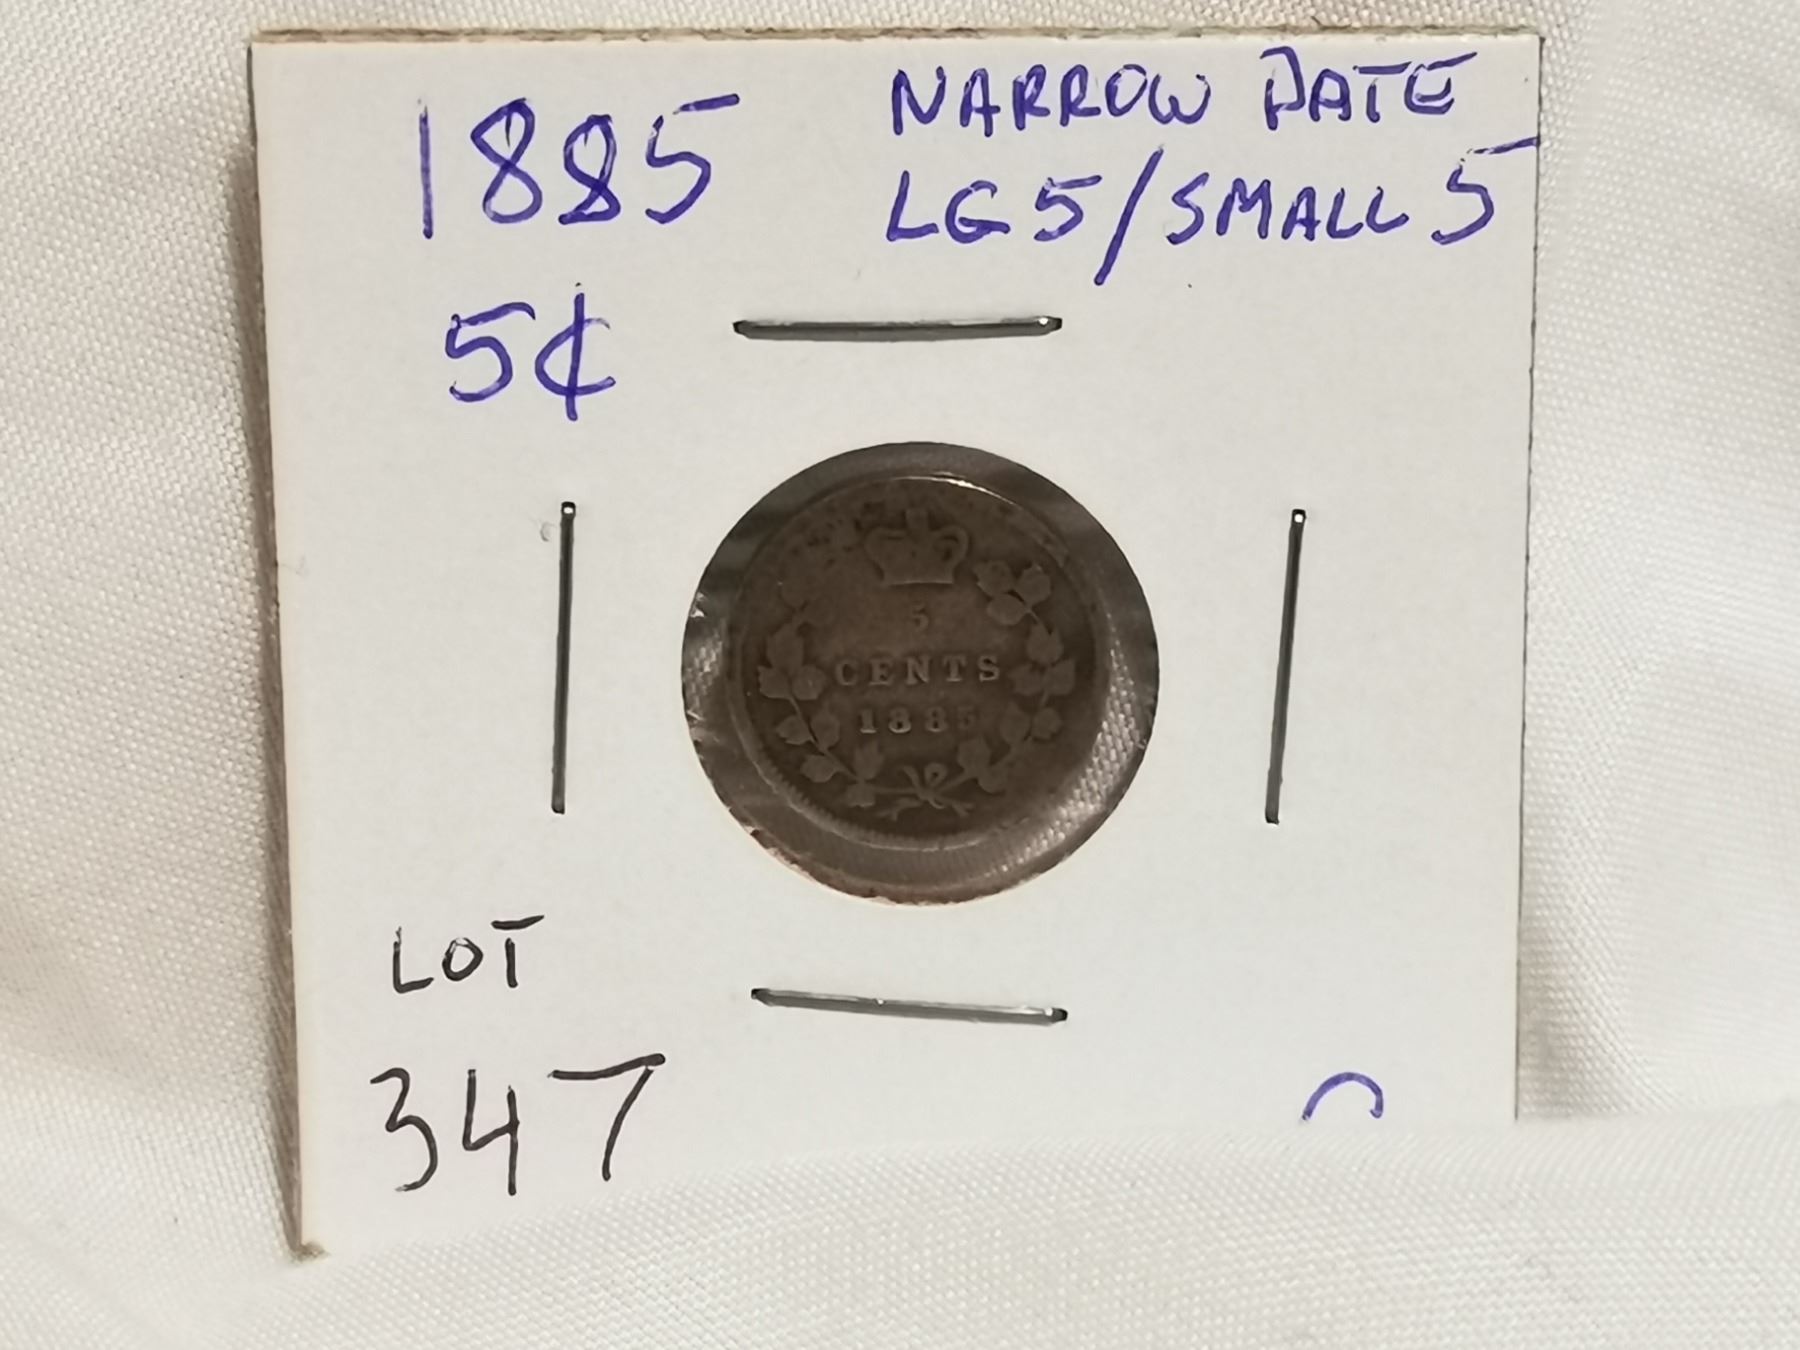 1885
5¢
NARROW DATE
LG 5/SMALL 5
5
CENTS
1885
LOT
347